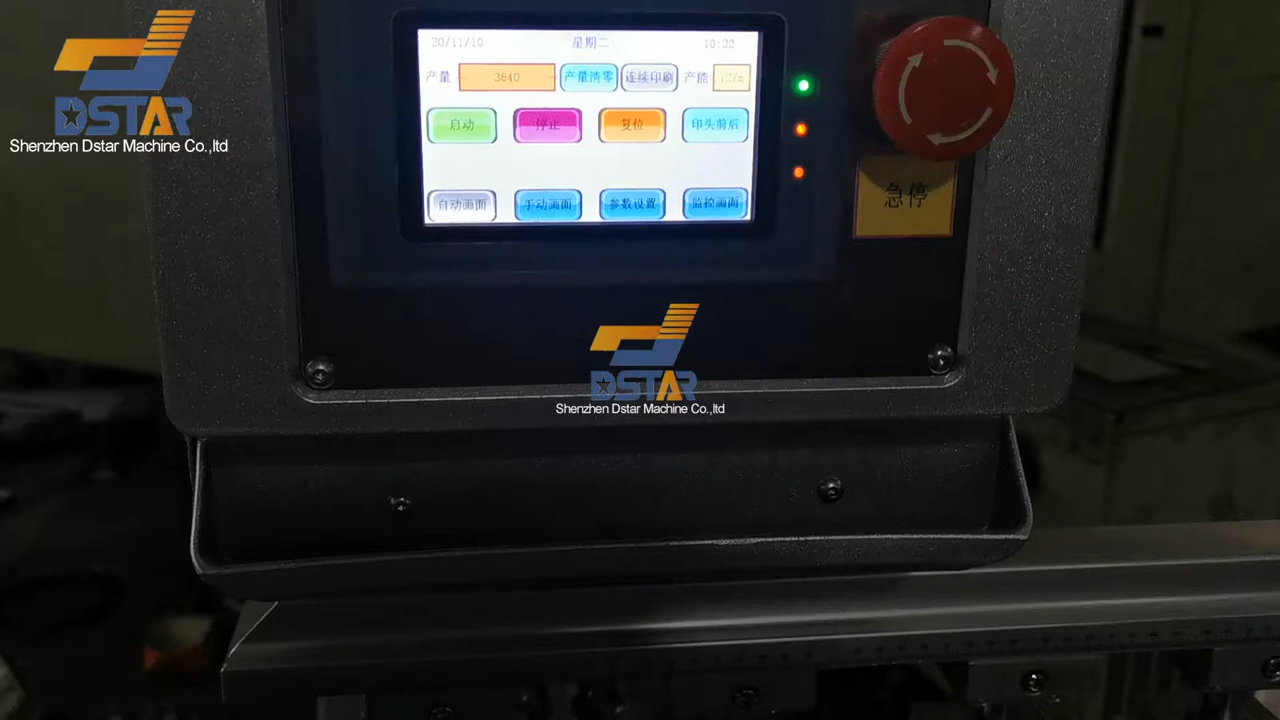 DSTAR
Shenzhen Dstar Machine Co.,ltd
20/11/10 星期二 10:22
产量 3640 产量清零 连续印刷 产能
启动 停止 复位 印头前后
自动画面 手动画面 参数设置 监控画面
急停
DSTAR
Shenzhen Dstar Machine Co.,ltd